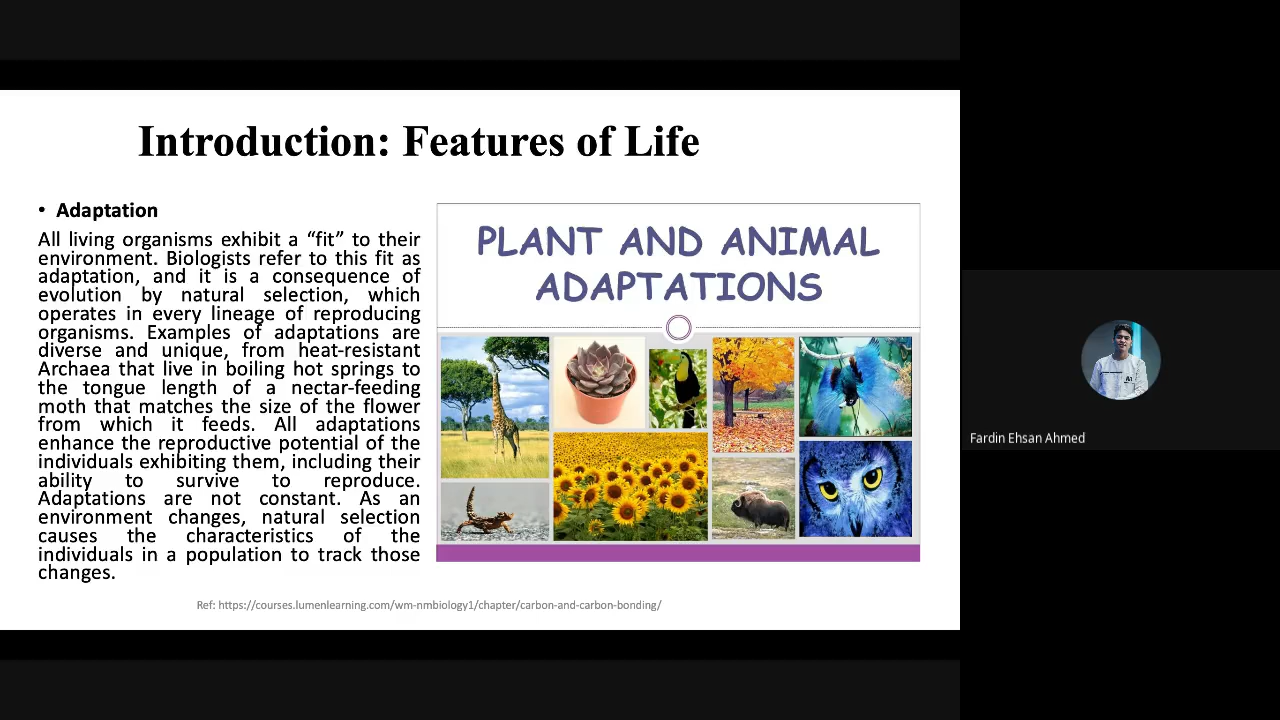 Introduction: Features of Life
• Adaptation
All living organisms exhibit a “fit” to their
environment. Biologists refer to this fit as
adaptation, and it is a consequence of
evolution by natural selection, which
operates in every lineage of reproducing
organisms. Examples of adaptations are
diverse and unique, from heat-resistant
Archaea that live in boiling hot springs to
the tongue length of a nectar-feeding
moth that matches the size of the flower
from which it feeds. All adaptations
enhance the reproductive potential of the
individuals exhibiting them, including their
ability to survive to reproduce.
Adaptations are not constant. As an
environment changes, natural selection
causes the characteristics of the
individuals in a population to track those
changes.
PLANT AND ANIMAL
ADAPTATIONS
Ref: https://courses.lumenlearning.com/wm-nmbiology1/chapter/carbon-and-carbon-bonding/
Fardin Ehsan Ahmed